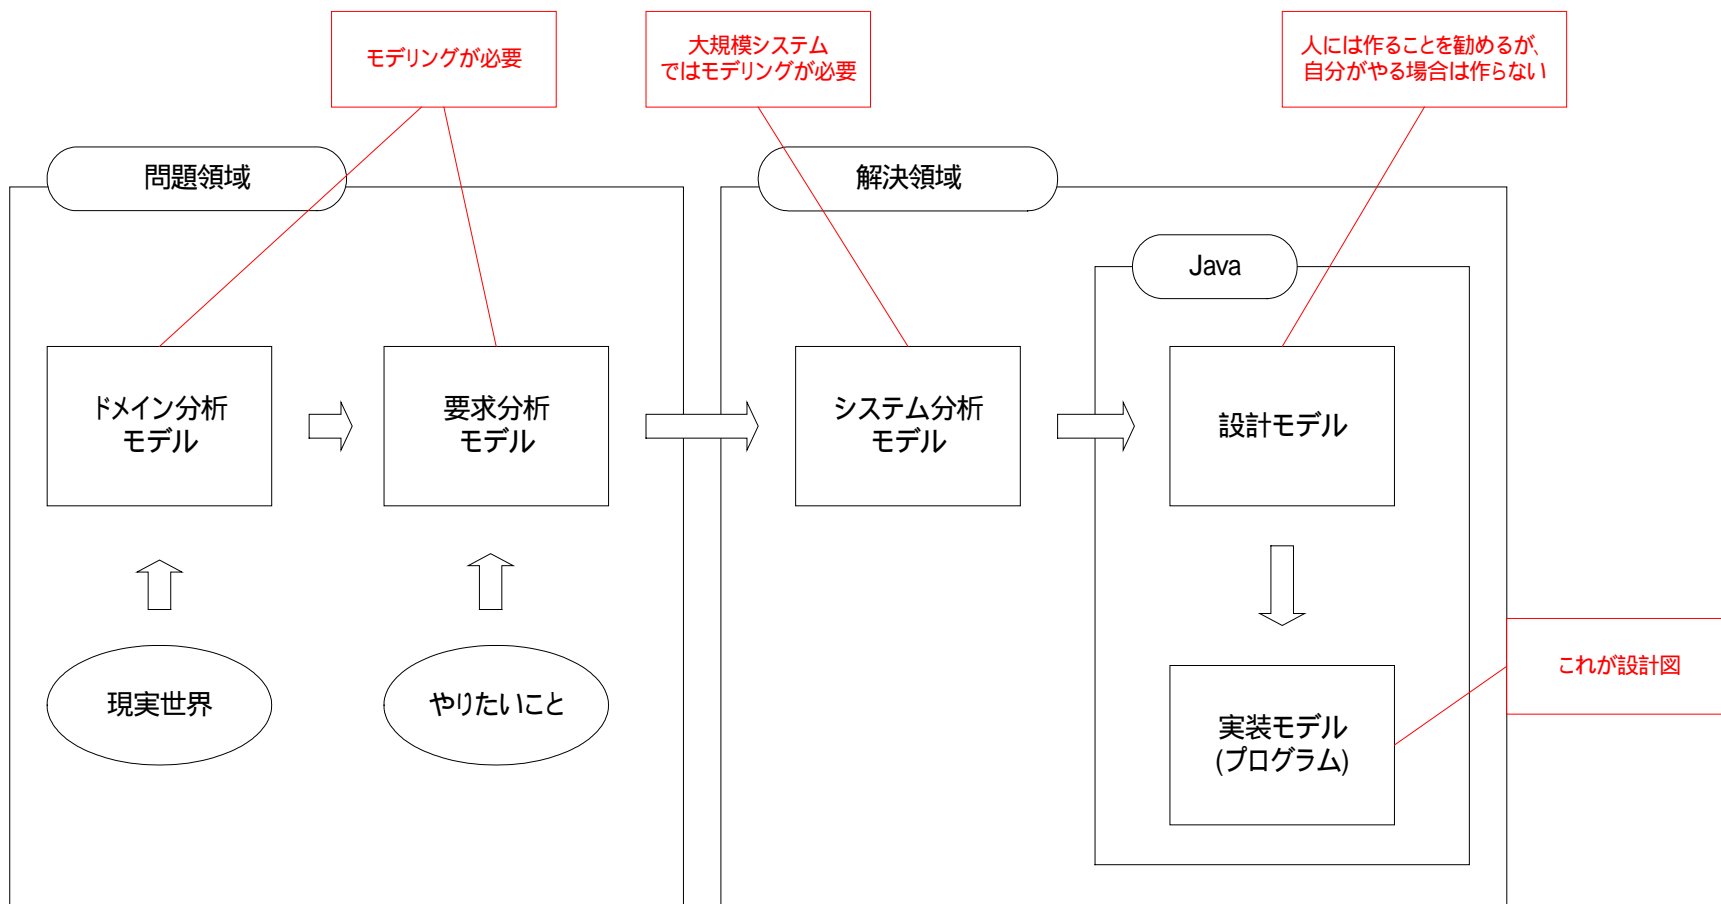 モデリングが必要
大規模システム
ではモデリングが必要
人には作ることを勧めるが、
自分がやる場合は作らない
問題領域
解決領域
Java
ドメイン分析
モデル
要求分析
モデル
システム分析
モデル
設計モデル
現実世界
やりたいこと
実装モデル
(プログラム)
これが設計図